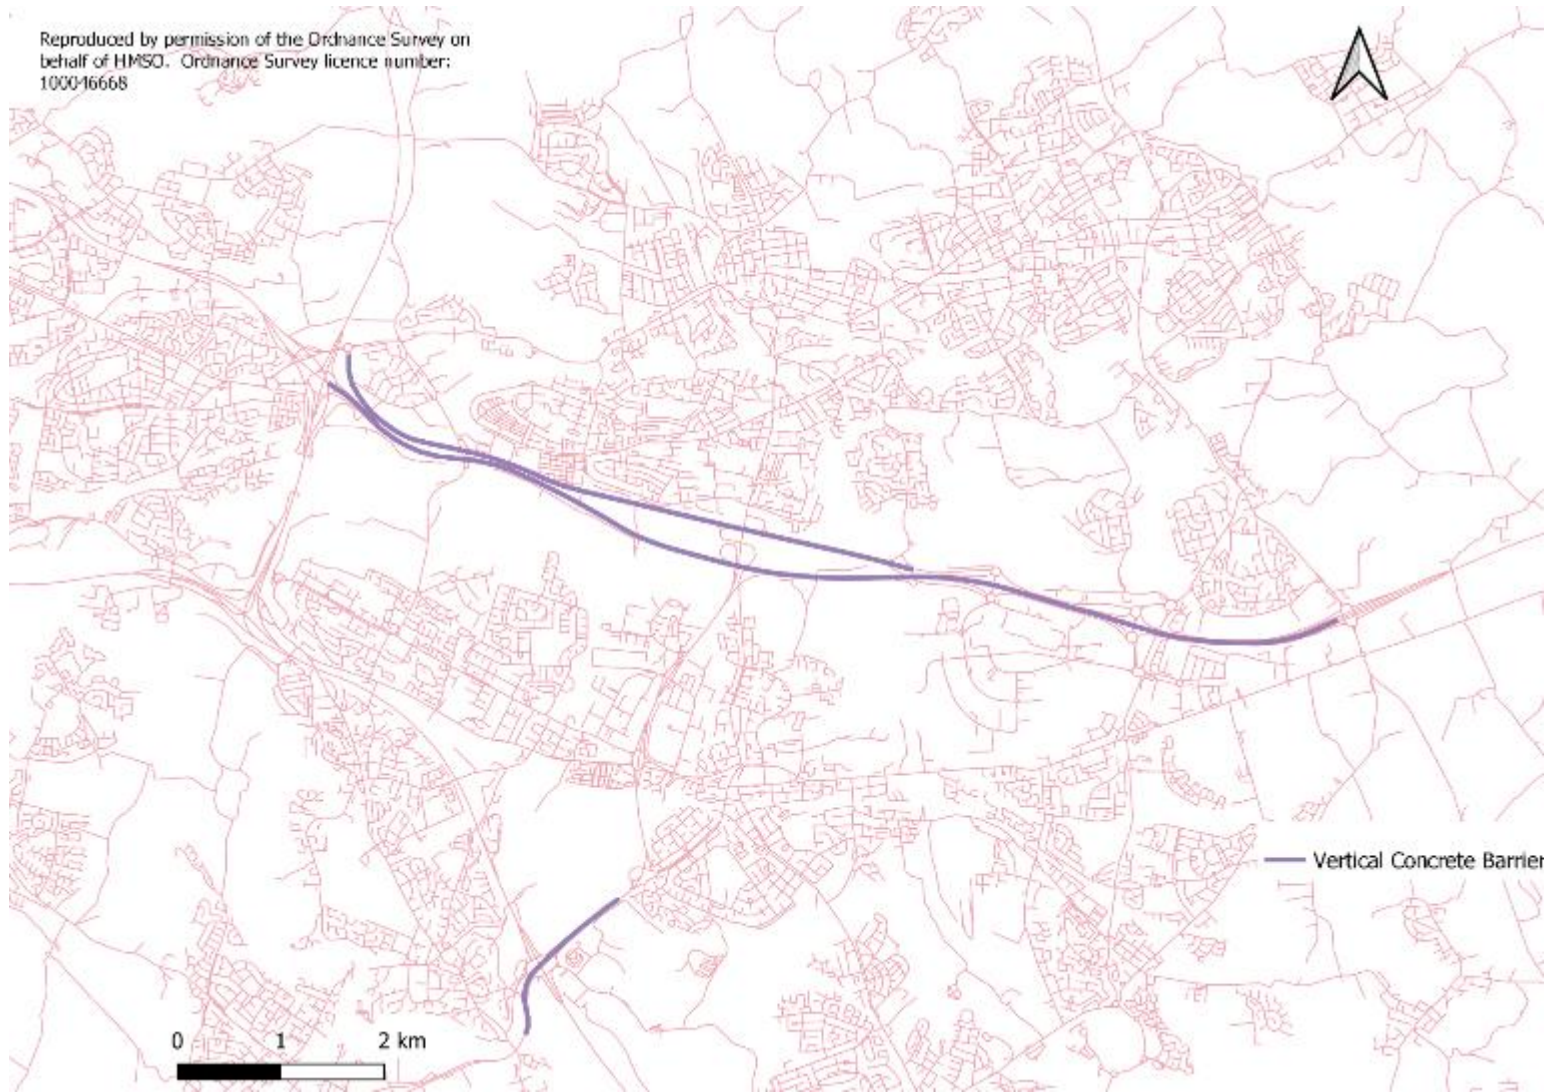 Reproduced by permission of the Ordnance Survey on
behalf of HMSO. Ordnance Survey licence number:
100046668
Vertical Concrete Barrier
0 1 2 km